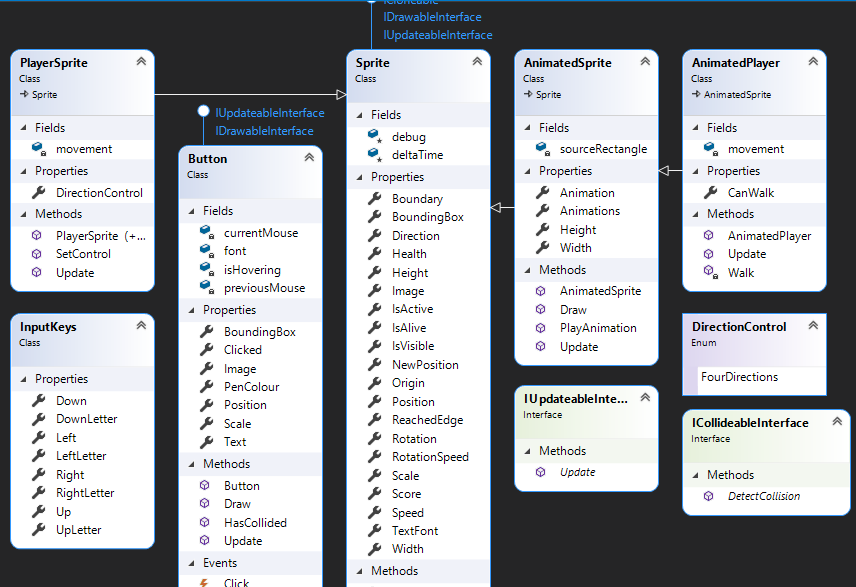 ICloneable
IDrawableInterface
IUpdateableInterface
PlayerSprite
Class
Sprite
Fields
movement
Properties
DirectionControl
Methods
PlayerSprite (+...
SetControl
Update
InputKeys
Class
Properties
Down
DownLetter
Left
LeftLetter
Right
RightLetter
Up
UpLetter
IUpdateableInterface
IDrawableInterface
Button
Class
Fields
currentMouse
font
isHovering
previousMouse
Properties
BoundingBox
Clicked
Image
PenColour
Position
Scale
Text
Methods
Button
Draw
HasCollided
Update
Events
Click
Sprite
Class
Fields
debug
deltaTime
Properties
Boundary
BoundingBox
Direction
Health
Height
Image
IsActive
IsAlive
IsVisible
NewPosition
Origin
Position
ReachedEdge
Rotation
RotationSpeed
Scale
Score
Speed
TextFont
Width
Methods
AnimatedSprite
Class
Sprite
Fields
sourceRectangle
Properties
Animation
Animations
Height
Width
Methods
AnimatedSprite
Draw
PlayAnimation
Update
IUpdateableInte...
Interface
Methods
Update
AnimatedPlayer
Class
AnimatedSprite
Fields
movement
Properties
CanWalk
Methods
AnimatedPlayer
Update
Walk
DirectionControl
Enum
FourDirections
ICollideableInterface
Interface
Methods
DetectCollision